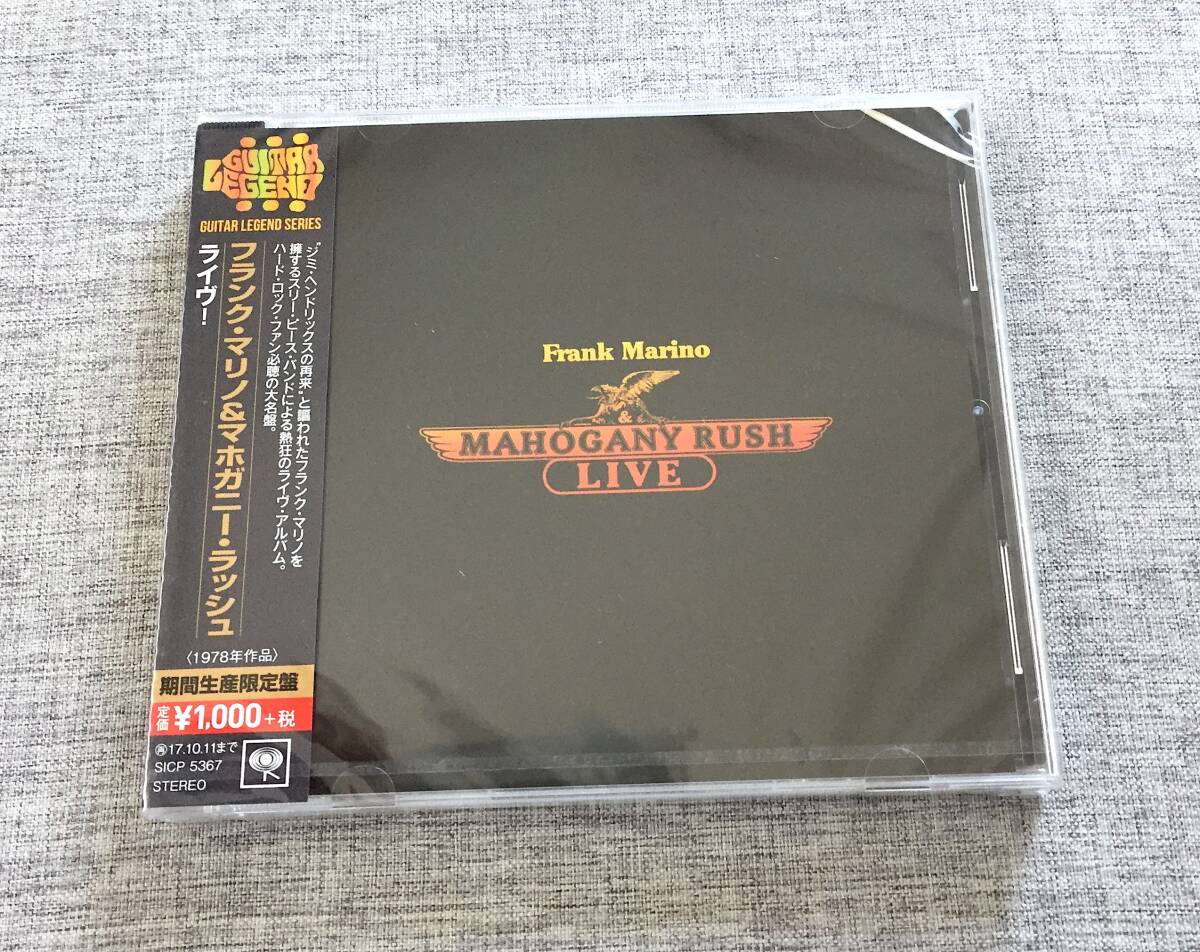 GUITAR
LEGEND
GUITAR LEGEND SERIES
"ジミ・ヘンドリックスの再来"と謳われたフランク・マリノを
擁するスリー・ピース・バンドによる熱狂のライヴ・アルバム。
ハード・ロック・ファン必聴の大名盤。
フランク・マリノ&マホガニー・ラッシュ
ライヴ!
〈1978年作品〉
期間生産限定盤
定価 ¥1,000+税
㋐17.10.11まで
SICP 5367
STEREO
Frank Marino
&
MAHOGANY RUSH
LIVE